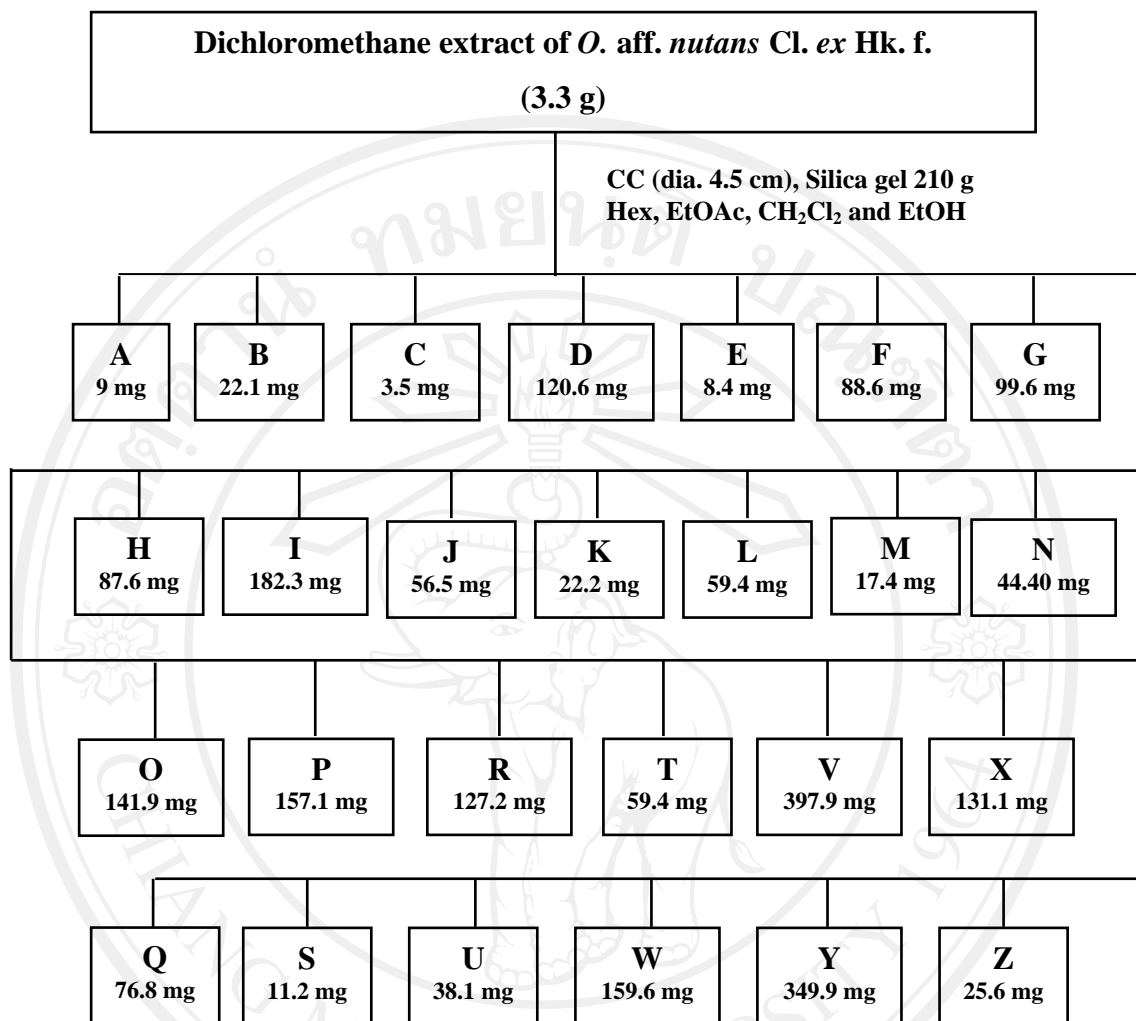 Dichloromethane extract of O. aff. nutans Cl. ex Hk. f.
(3.3 g)
CC (dia. 4.5 cm), Silica gel 210 g
Hex, EtOAc, CH₂Cl₂ and EtOH
A
9 mg
B
22.1 mg
C
3.5 mg
D
120.6 mg
E
8.4 mg
F
88.6 mg
G
99.6 mg
H
87.6 mg
I
182.3 mg
J
56.5 mg
K
22.2 mg
L
59.4 mg
M
17.4 mg
N
44.40 mg
O
141.9 mg
P
157.1 mg
R
127.2 mg
T
59.4 mg
V
397.9 mg
X
131.1 mg
Q
76.8 mg
S
11.2 mg
U
38.1 mg
W
159.6 mg
Y
349.9 mg
Z
25.6 mg